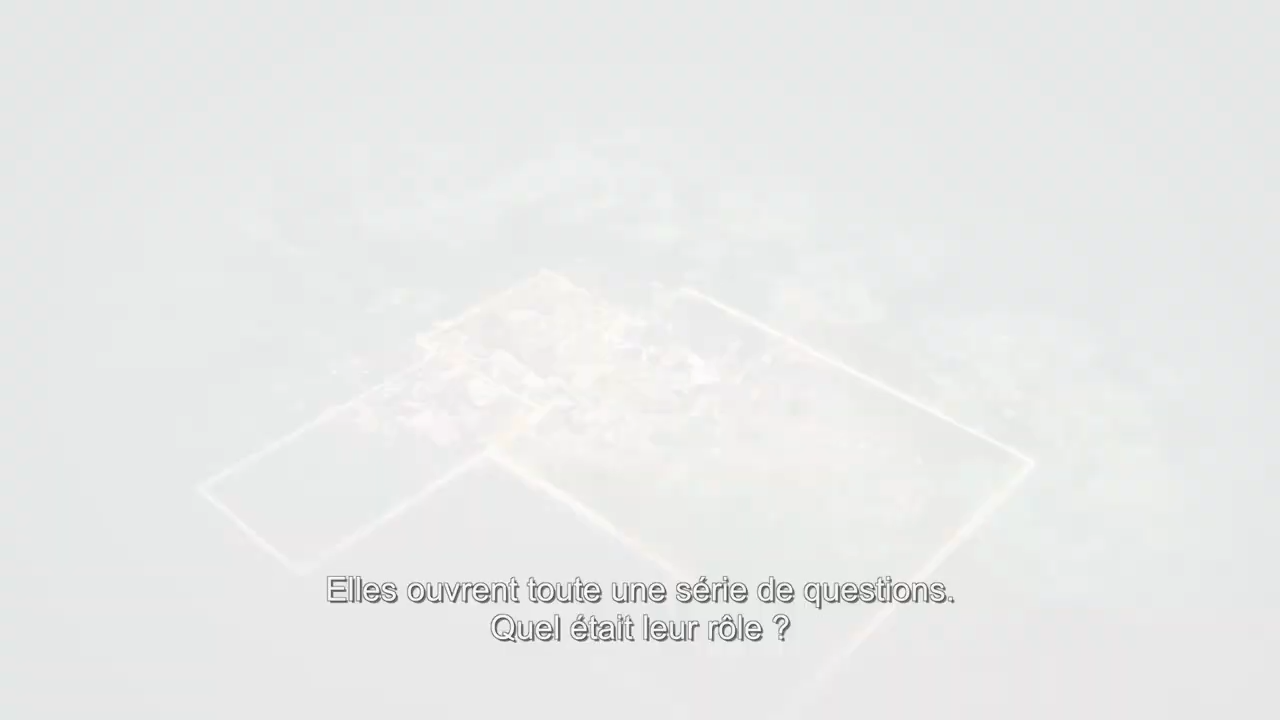 Elles ouvrent toute une série de questions.
Quel était leur rôle ?